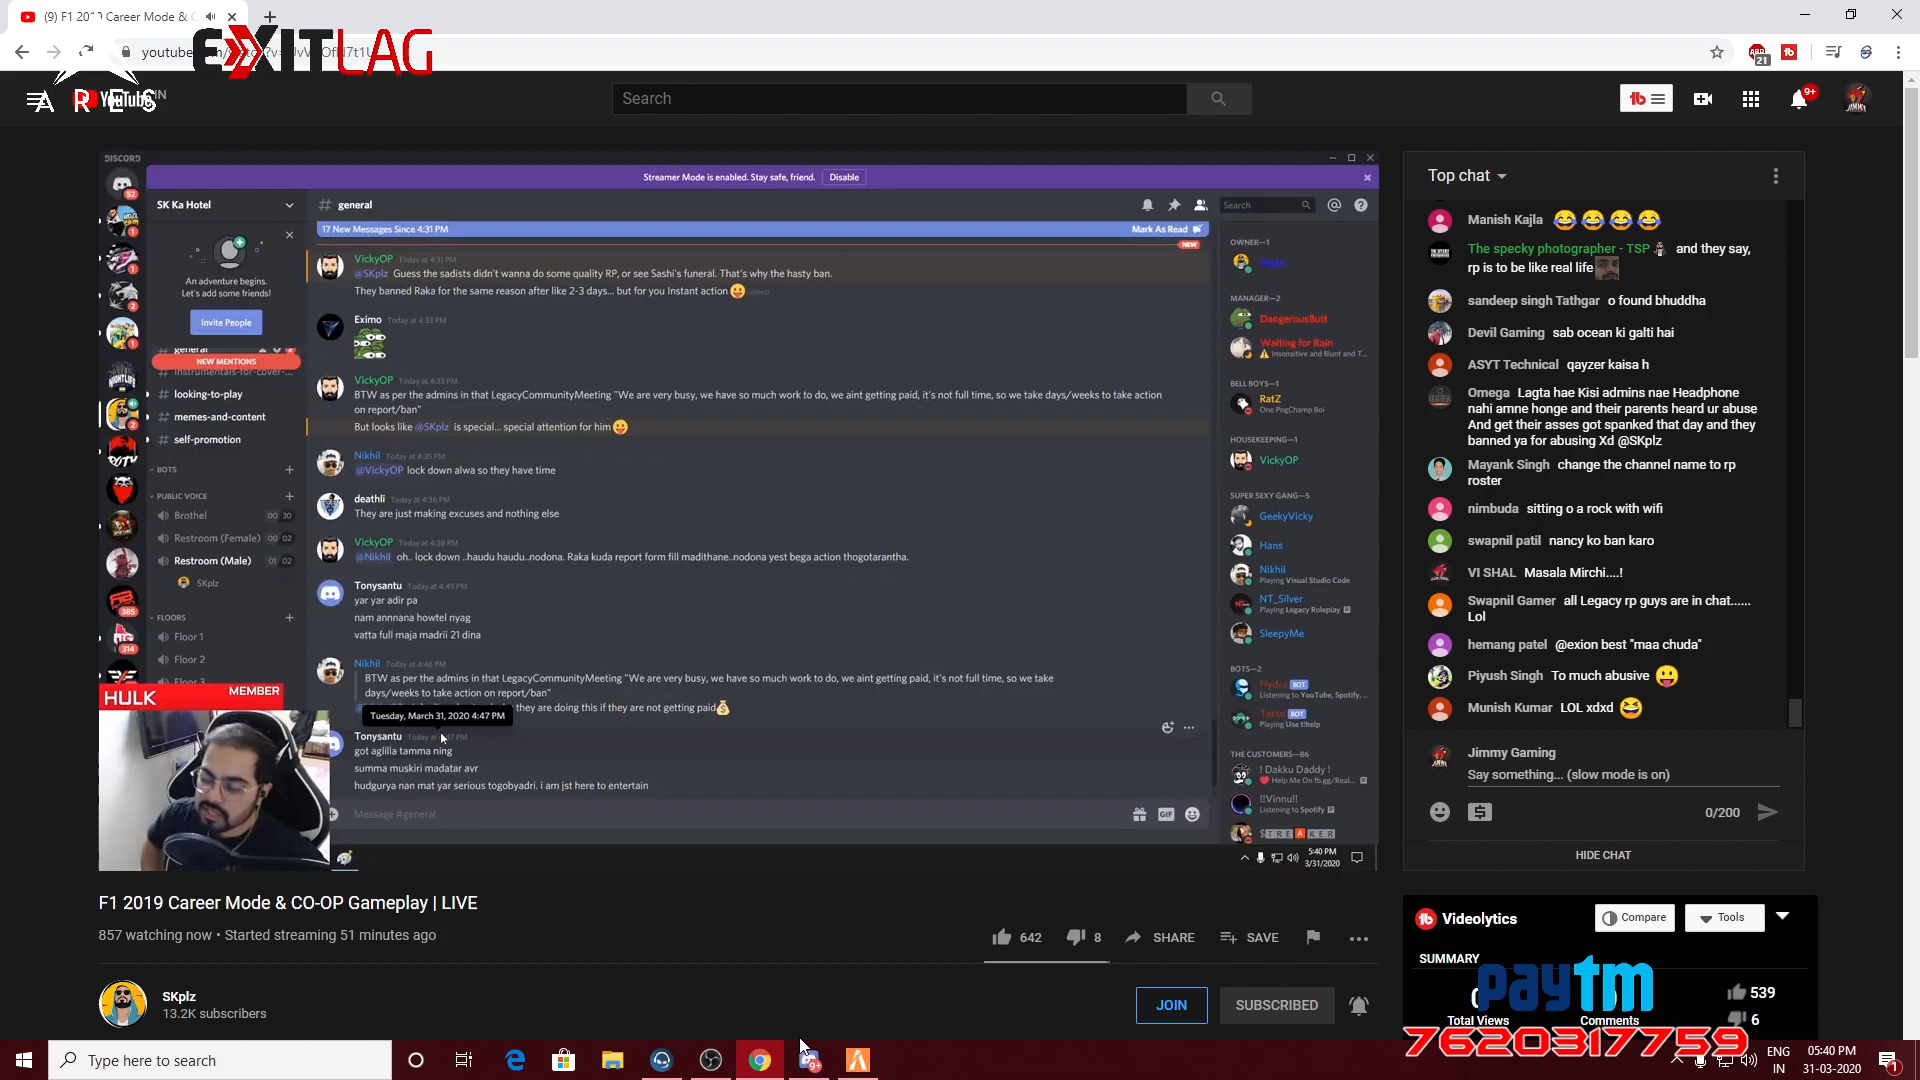 (9) F1 2019 Career Mode & C
EXITLAG
ARES
YouTube IN
Search
21
9+
DISCORD
Streamer Mode is enabled. Stay safe, friend. Disable
SK Ka Hotel
# general
Search
17 New Messages Since 4:31 PM
Mark As Read
NEW
An adventure begins.
Let's add some friends!
Invite People
general
NEW MENTIONS
instrumentals-for-cover-...
# looking-to-play
# memes-and-content
# self-promotion
BOTS
PUBLIC VOICE
Brothel 00 30
Restroom (Female) 00 02
Restroom (Male) 01 02
SKplz
FLOORS
Floor 1
Floor 2
Floor 3
VickyOP Today at 4:31 PM
@SKplz Guess the sadists didn't wanna do some quality RP, or see Sashi's funeral. That's why the hasty ban.
They banned Raka for the same reason after like 2-3 days... but for you Instant action 😛
Eximo Today at 4:33 PM
VickyOP Today at 4:33 PM
BTW as per the admins in that LegacyCommunityMeeting "We are very busy, we have so much work to do, we aint getting paid, it's not full time, so we take days/weeks to take action
on report/ban"
But looks like @SKplz is special... special attention for him 😛
Nikhil Today at 4:35 PM
@VickyOP lock down alwa so they have time
deathli Today at 4:36 PM
They are just making excuses and nothing else
VickyOP Today at 4:38 PM
@Nikhil oh.. lock down ..haudu haudu..nodona. Raka kuda report form fill madithane..nodona yest bega action thogotarantha.
Tonysantu Today at 4:45 PM
yar yar adir pa
nam annnana howtel nyag
vatta full maja madrii 21 dina
Nikhil Today at 4:46 PM
BTW as per the admins in that LegacyCommunityMeeting "We are very busy, we have so much work to do, we aint getting paid, it's not full time, so we take
days/weeks to take action on report/ban"
they are doing this if they are not getting paid💰
Tuesday, March 31, 2020 4:47 PM
Tonysantu Today at
got aglilla tamma ning
summa muskiri madatar avr
hudgurya nan mat yar serious togobyadri. i am jst here to entertain
Message #general
GIF
OWNER—1
MANAGER—2
DangerousButt
Waiting for Rain
Insensitive and Blunt and T...
BELL BOYS—1
RatZ
One PogChamp Boi
HOUSEKEEPING—1
VickyOP
SUPER SEXY GANG—5
GeekyVicky
Hans
Nikhil
Playing Visual Studio Code
NT_Silver
Playing Legacy Roleplay
SleepyMe
BOTS—2
Hydra BOT
Listening to YouTube, Spotify, ...
Tatsu BOT
Playing Use t!help
THE CUSTOMERS—86
! Dakku Daddy !
Help Me On fb.gg/Real...
!!Vinnu!!
Listening to Spotify
STREAKER
HULK MEMBER
5:40 PM
3/31/2020
Top chat
Manish Kajla 😂😂😂😂
The specky photographer - TSP and they say,
rp is to be like real life
sandeep singh Tathgar o found bhuddha
Devil Gaming sab ocean ki galti hai
ASYT Technical qayzer kaisa h
Omega Lagta hae Kisi admins nae Headphone
nahi amne honge and their parents heard ur abuse
And get their asses got spanked that day and they
banned ya for abusing Xd @SKplz
Mayank Singh change the channel name to rp
roster
nimbuda sitting o a rock with wifi
swapnil patil nancy ko ban karo
VI SHAL Masala Mirchi....!
Swapnil Gamer all Legacy rp guys are in chat......
Lol
hemang patel @exion best "maa chuda"
Piyush Singh To much abusive 😛
Munish Kumar LOL xdxd 😆
Jimmy Gaming
Say something... (slow mode is on)
0/200
HIDE CHAT
F1 2019 Career Mode & CO-OP Gameplay | LIVE
857 watching now • Started streaming 51 minutes ago
642
8
SHARE
SAVE
SKplz
13.2K subscribers
JOIN
SUBSCRIBED
Videolytics
Compare
Tools
SUMMARY
Total Views
Comments
539
6
paytm
7620317759
Type here to search
ENG
IN
05:40 PM
31-03-2020